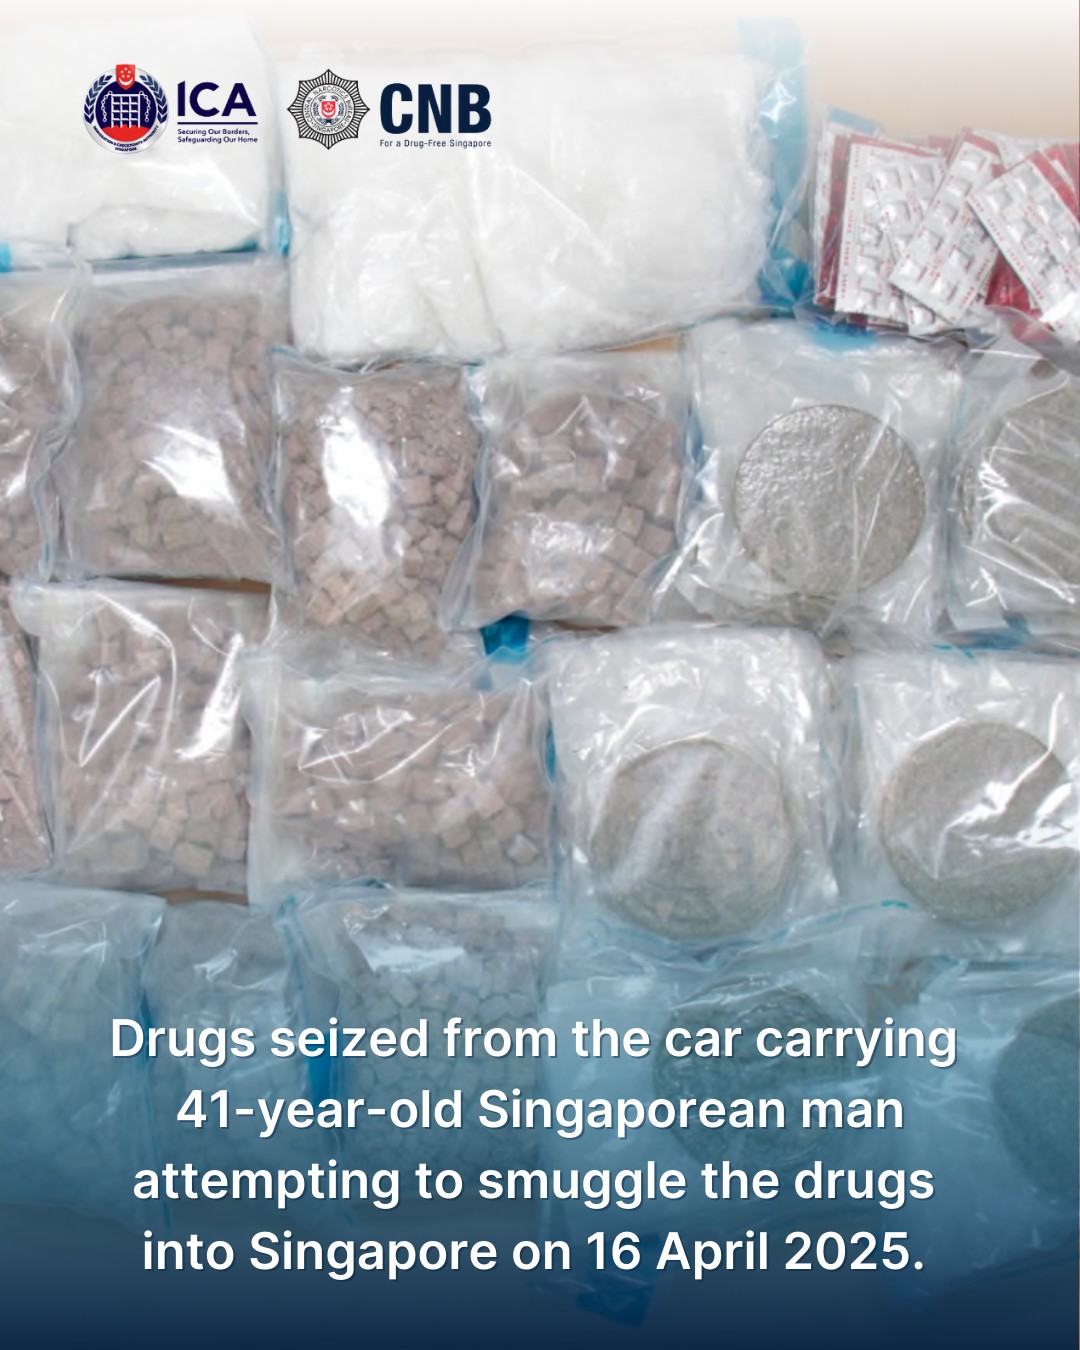 ICA
Securing Our Borders,
Safeguarding Our Home
CNB
For a Drug-Free Singapore
Drugs seized from the car carrying
41-year-old Singaporean man
attempting to smuggle the drugs
into Singapore on 16 April 2025.